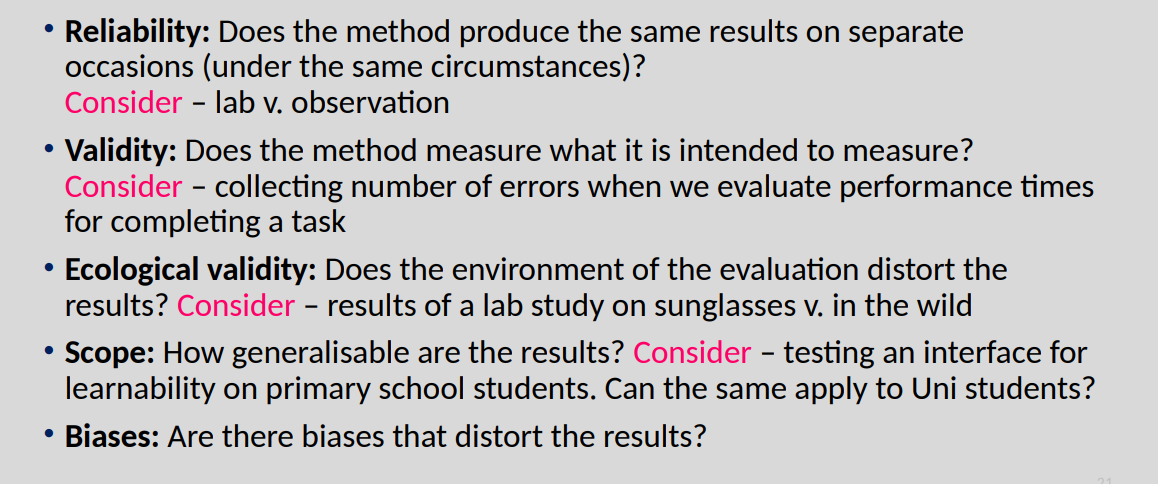 • Reliability: Does the method produce the same results on separate
occasions (under the same circumstances)?
Consider – lab v. observation
• Validity: Does the method measure what it is intended to measure?
Consider – collecting number of errors when we evaluate performance times
for completing a task
• Ecological validity: Does the environment of the evaluation distort the
results? Consider – results of a lab study on sunglasses v. in the wild
• Scope: How generalisable are the results? Consider – testing an interface for
learnability on primary school students. Can the same apply to Uni students?
• Biases: Are there biases that distort the results?